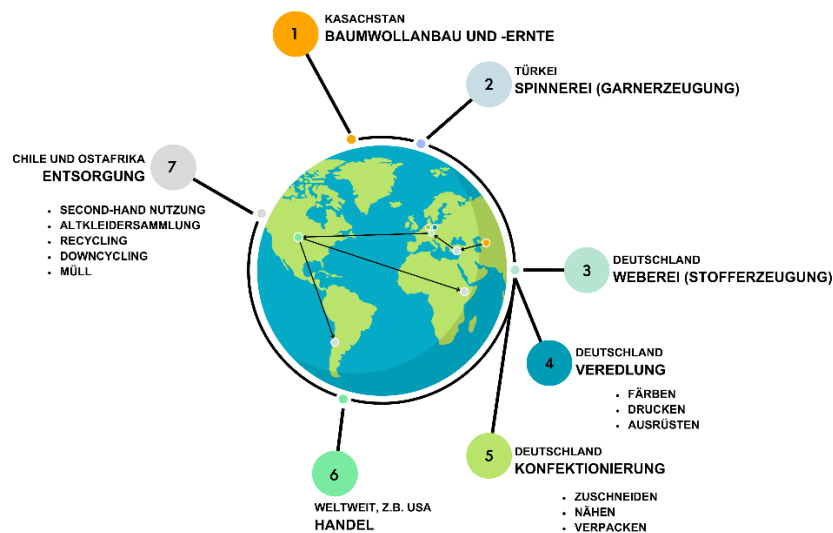 1
KASACHSTAN
BAUMWOLLANBAU UND -ERNTE
2
TÜRKEI
SPINNEREI (GARNERZEUGUNG)
3
DEUTSCHLAND
WEBEREI (STOFFERZEUGUNG)
4
DEUTSCHLAND
VEREDLUNG
• FÄRBEN
• DRUCKEN
• AUSRÜSTEN
5
DEUTSCHLAND
KONFEKTIONIERUNG
• ZUSCHNEIDEN
• NÄHEN
• VERPACKEN
6
WELTWEIT, Z.B. USA
HANDEL
7
CHILE UND OSTAFRIKA
ENTSORGUNG
• SECOND-HAND NUTZUNG
• ALTKLEIDERSAMMLUNG
• RECYCLING
• DOWNCYCLING
• MÜLL